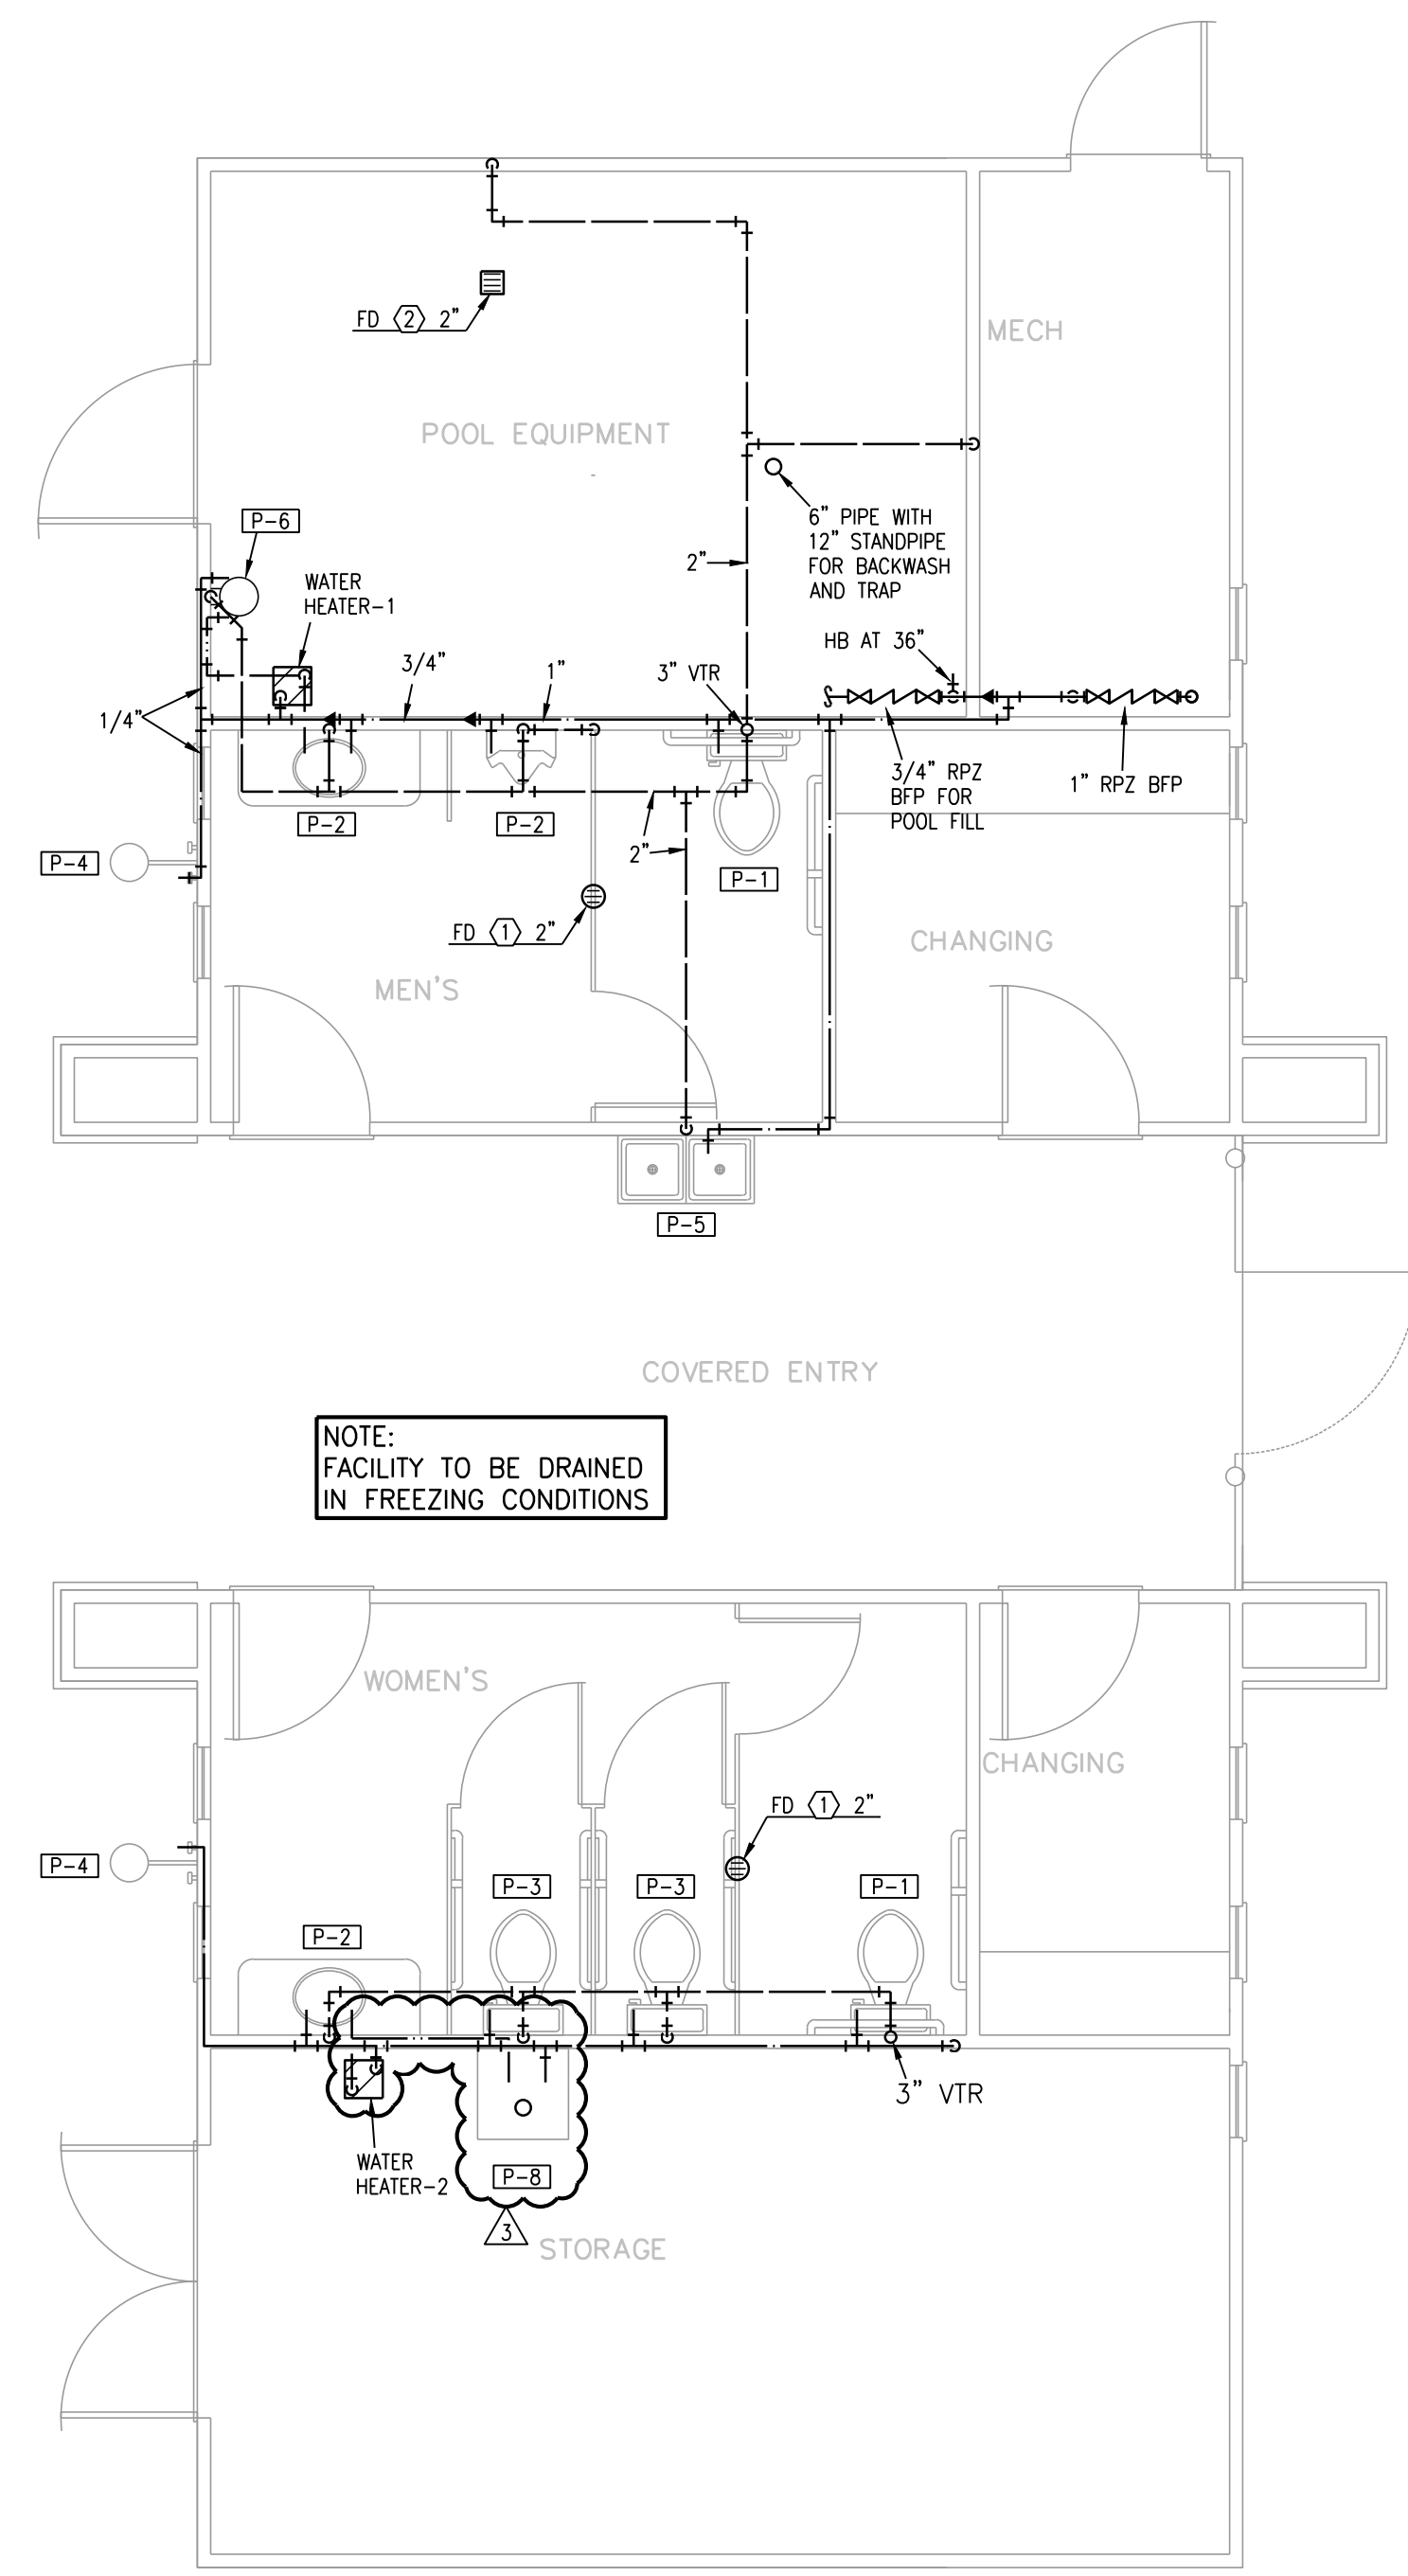 FD 2 2"
MECH
POOL EQUIPMENT
P-6
6" PIPE WITH
12" STANDPIPE
FOR BACKWASH
AND TRAP
2"
WATER
HEATER-1
HB AT 36"
3/4"
1"
3" VTR
1/4"
3/4" RPZ
BFP FOR
POOL FILL
1" RPZ BFP
P-2
P-2
2"
P-4
P-1
FD 1 2"
CHANGING
MEN'S
P-5
COVERED ENTRY
NOTE:
FACILITY TO BE DRAINED
IN FREEZING CONDITIONS
WOMEN'S
CHANGING
FD 1 2"
P-4
P-3
P-3
P-1
P-2
3" VTR
WATER
HEATER-2
P-8
3
STORAGE